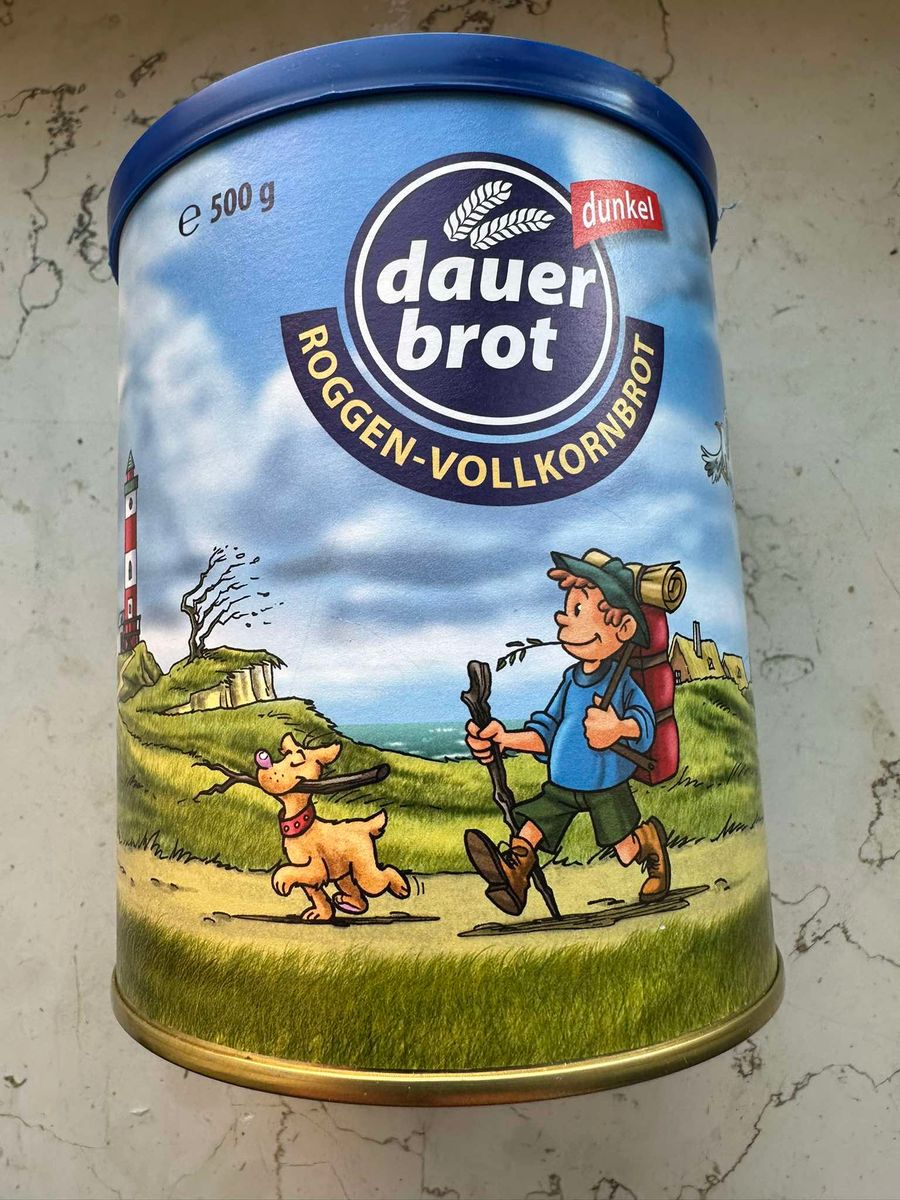 ℮ 500 g
dunkel
dauer
brot
ROGGEN-VOLLKORNBROT